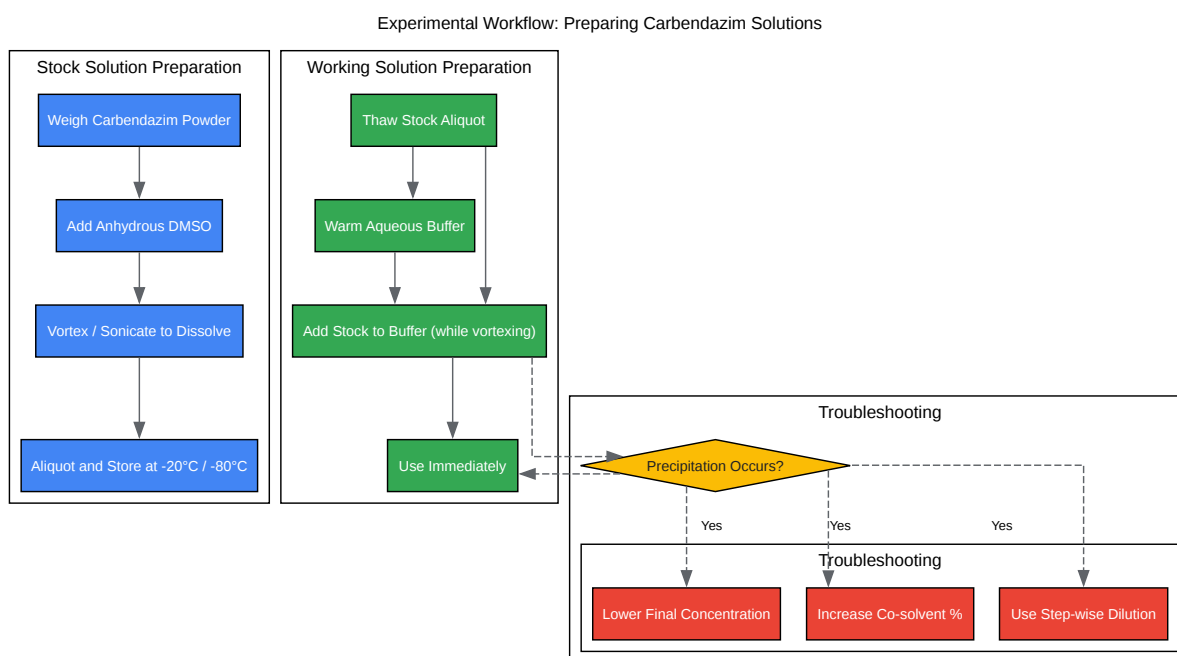 Experimental Workflow: Preparing Carbendazim Solutions
Stock Solution Preparation
Weigh Carbendazim Powder
Add Anhydrous DMSO
Vortex / Sonicate to Dissolve
Aliquot and Store at -20°C / -80°C
Working Solution Preparation
Thaw Stock Aliquot
Warm Aqueous Buffer
Add Stock to Buffer (while vortexing)
Use Immediately
Troubleshooting
Precipitation Occurs?
Yes
Yes
Yes
Troubleshooting
Lower Final Concentration
Increase Co-solvent %
Use Step-wise Dilution